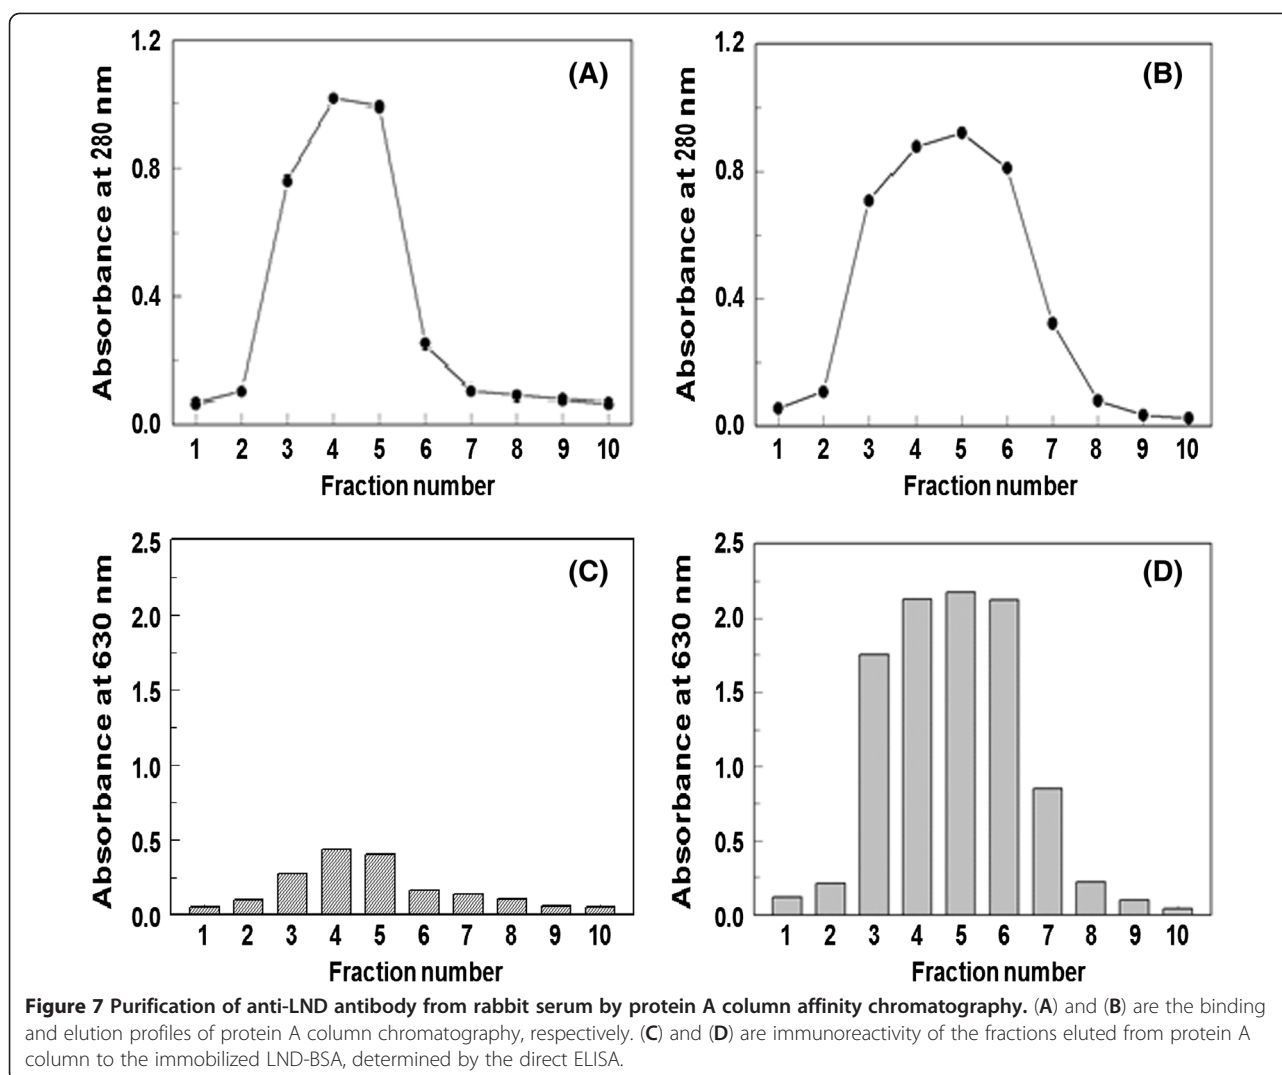 1.2
0.8
0.4
0.0
Absorbance at 280 nm
(A)
1 2 3 4 5 6 7 8 9 10
Fraction number
1.2
0.8
0.4
0.0
Absorbance at 280 nm
(B)
1 2 3 4 5 6 7 8 9 10
Fraction number
2.5
2.0
1.5
1.0
0.5
0.0
Absorbance at 630 nm
(C)
1 2 3 4 5 6 7 8 9 10
Fraction number
2.5
2.0
1.5
1.0
0.5
0.0
Absorbance at 630 nm
(D)
1 2 3 4 5 6 7 8 9 10
Fraction number
Figure 7 Purification of anti-LND antibody from rabbit serum by protein A column affinity chromatography. (A) and (B) are the binding
and elution profiles of protein A column chromatography, respectively. (C) and (D) are immunoreactivity of the fractions eluted from protein A
column to the immobilized LND-BSA, determined by the direct ELISA.